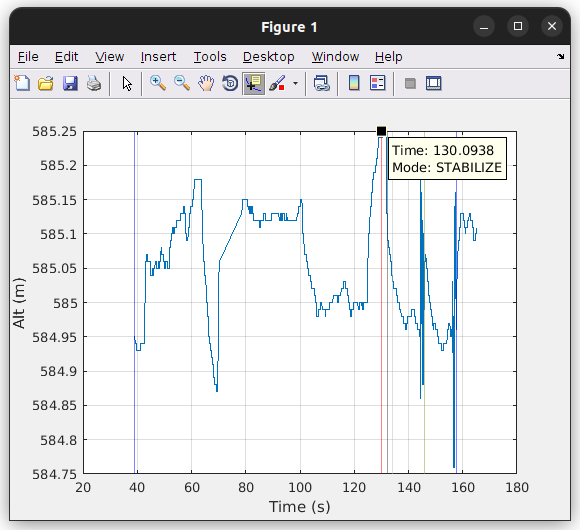 Figure 1
File Edit View Insert Tools Desktop Window Help
585.25
585.2
585.15
585.1
585.05
585
584.95
584.9
584.85
584.8
584.75
Alt (m)
Time: 130.0938
Mode: STABILIZE
20 40 60 80 100 120 140 160 180
Time (s)